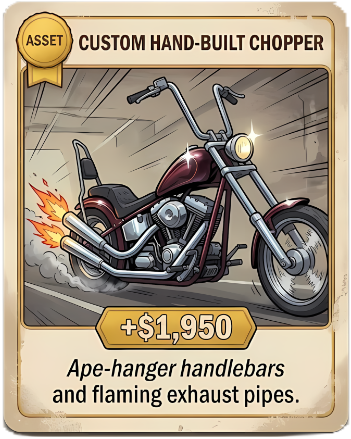 ASSET
CUSTOM HAND-BUILT CHOPPER
+$1,950
Ape-hanger handlebars
and flaming exhaust pipes.